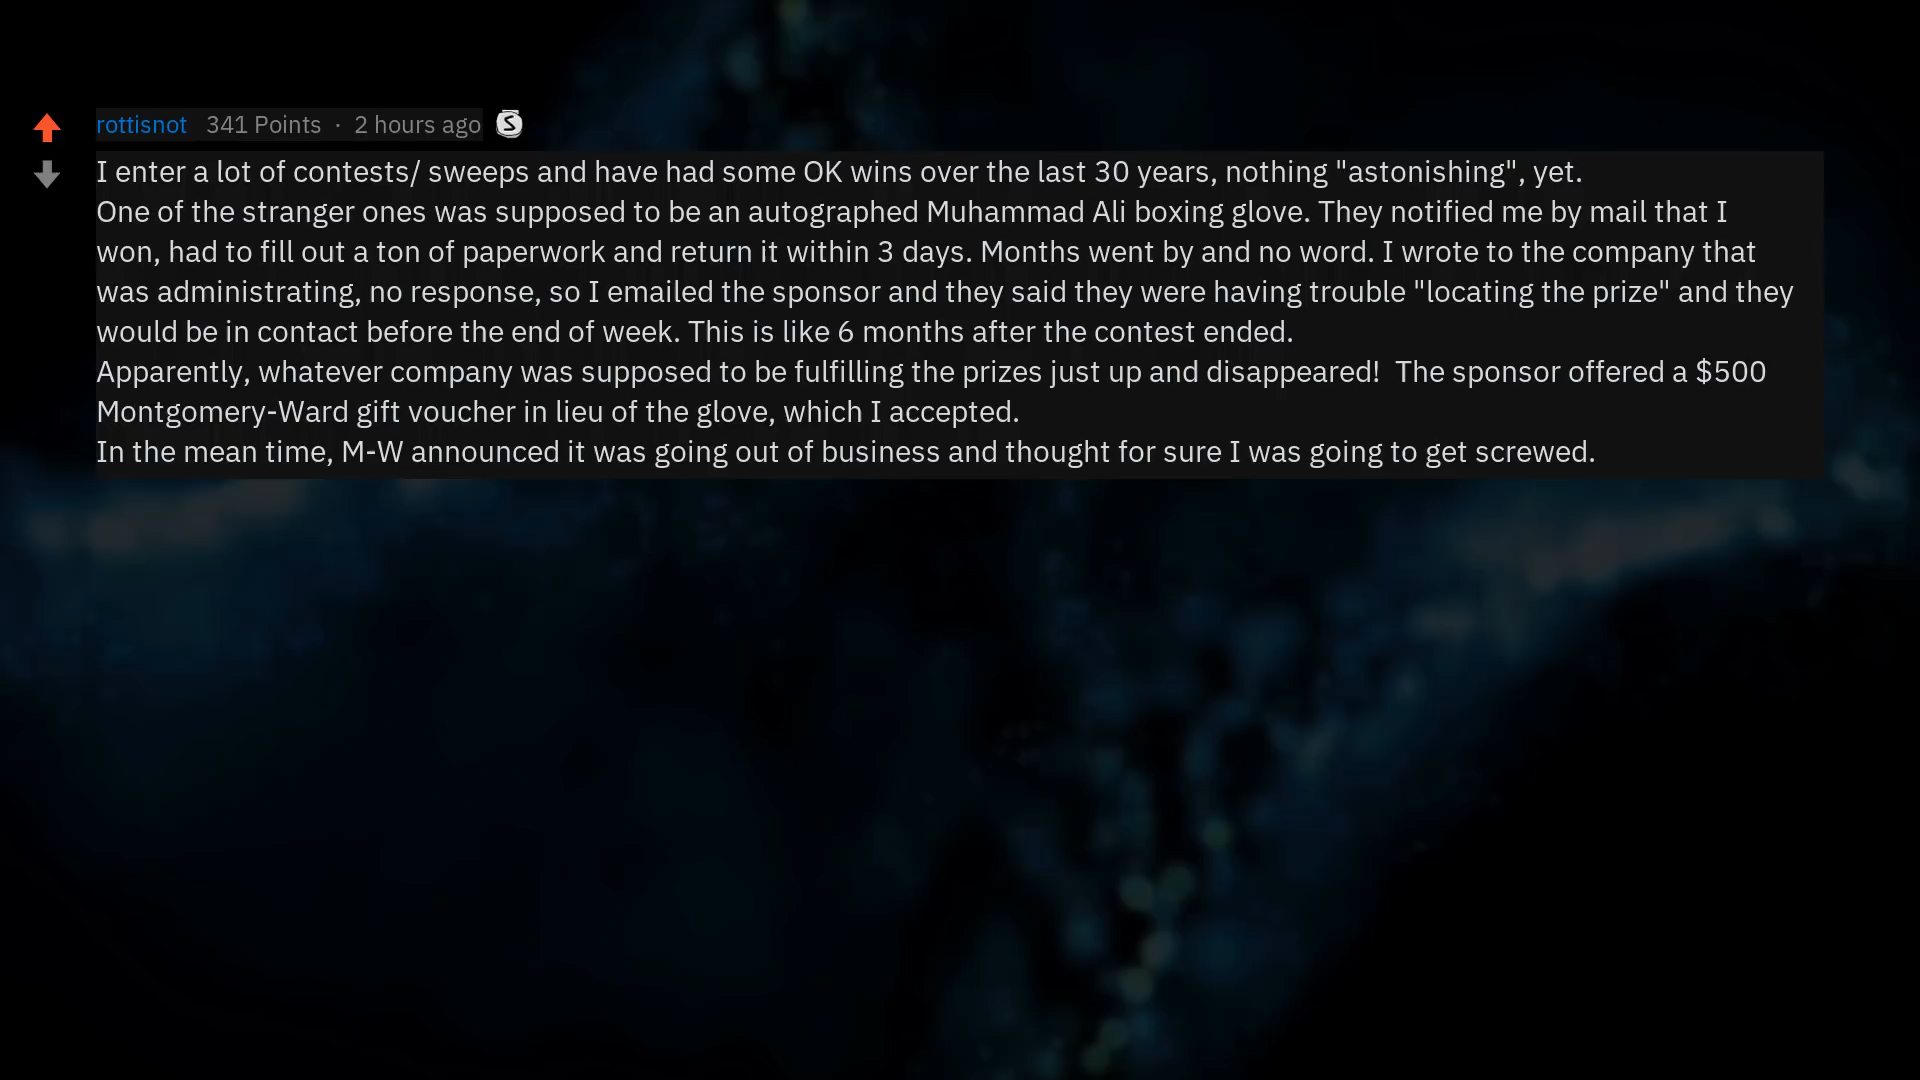 rottisnot 341 Points · 2 hours ago
I enter a lot of contests/ sweeps and have had some OK wins over the last 30 years, nothing "astonishing", yet.
One of the stranger ones was supposed to be an autographed Muhammad Ali boxing glove. They notified me by mail that I
won, had to fill out a ton of paperwork and return it within 3 days. Months went by and no word. I wrote to the company that
was administrating, no response, so I emailed the sponsor and they said they were having trouble "locating the prize" and they
would be in contact before the end of week. This is like 6 months after the contest ended.
Apparently, whatever company was supposed to be fulfilling the prizes just up and disappeared!  The sponsor offered a $500
Montgomery-Ward gift voucher in lieu of the glove, which I accepted.
In the mean time, M-W announced it was going out of business and thought for sure I was going to get screwed.